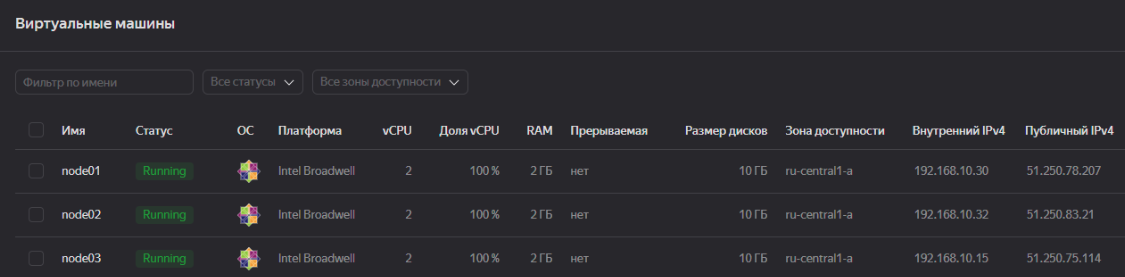 Виртуальные машины
Фильтр по имени Все статусы Все зоны доступности
Имя Статус ОС Платформа vCPU Доля vCPU RAM Прерываемая Размер дисков Зона доступности Внутренний IPv4 Публичный IPv4
node01 Running Intel Broadwell 2 100 % 2 ГБ нет 10 ГБ ru-central1-a 192.168.10.30 51.250.78.207
node02 Running Intel Broadwell 2 100 % 2 ГБ нет 10 ГБ ru-central1-a 192.168.10.32 51.250.83.21
node03 Running Intel Broadwell 2 100 % 2 ГБ нет 10 ГБ ru-central1-a 192.168.10.15 51.250.75.114